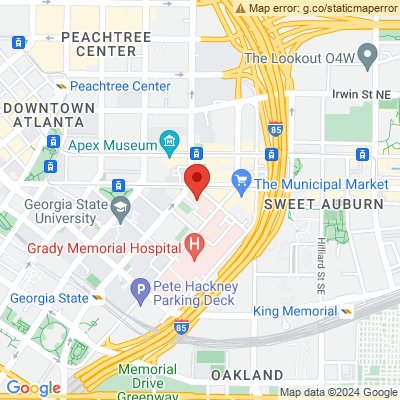 Map error: g.co/staticmaperror
PEACHTREE
CENTER
The Lookout O4W
Peachtree Center
Irwin St NE
DOWNTOWN
ATLANTA
85
Apex Museum
The Municipal Market
Georgia State
University
SWEET AUBURN
Grady Memorial
Hospital
H
Hilliard St SE
Pete Hackney
Parking Deck
P
Georgia State
King Memorial
85
Memorial
Drive
Greenway
OAKLAND
Google
Map data ©2024 Google